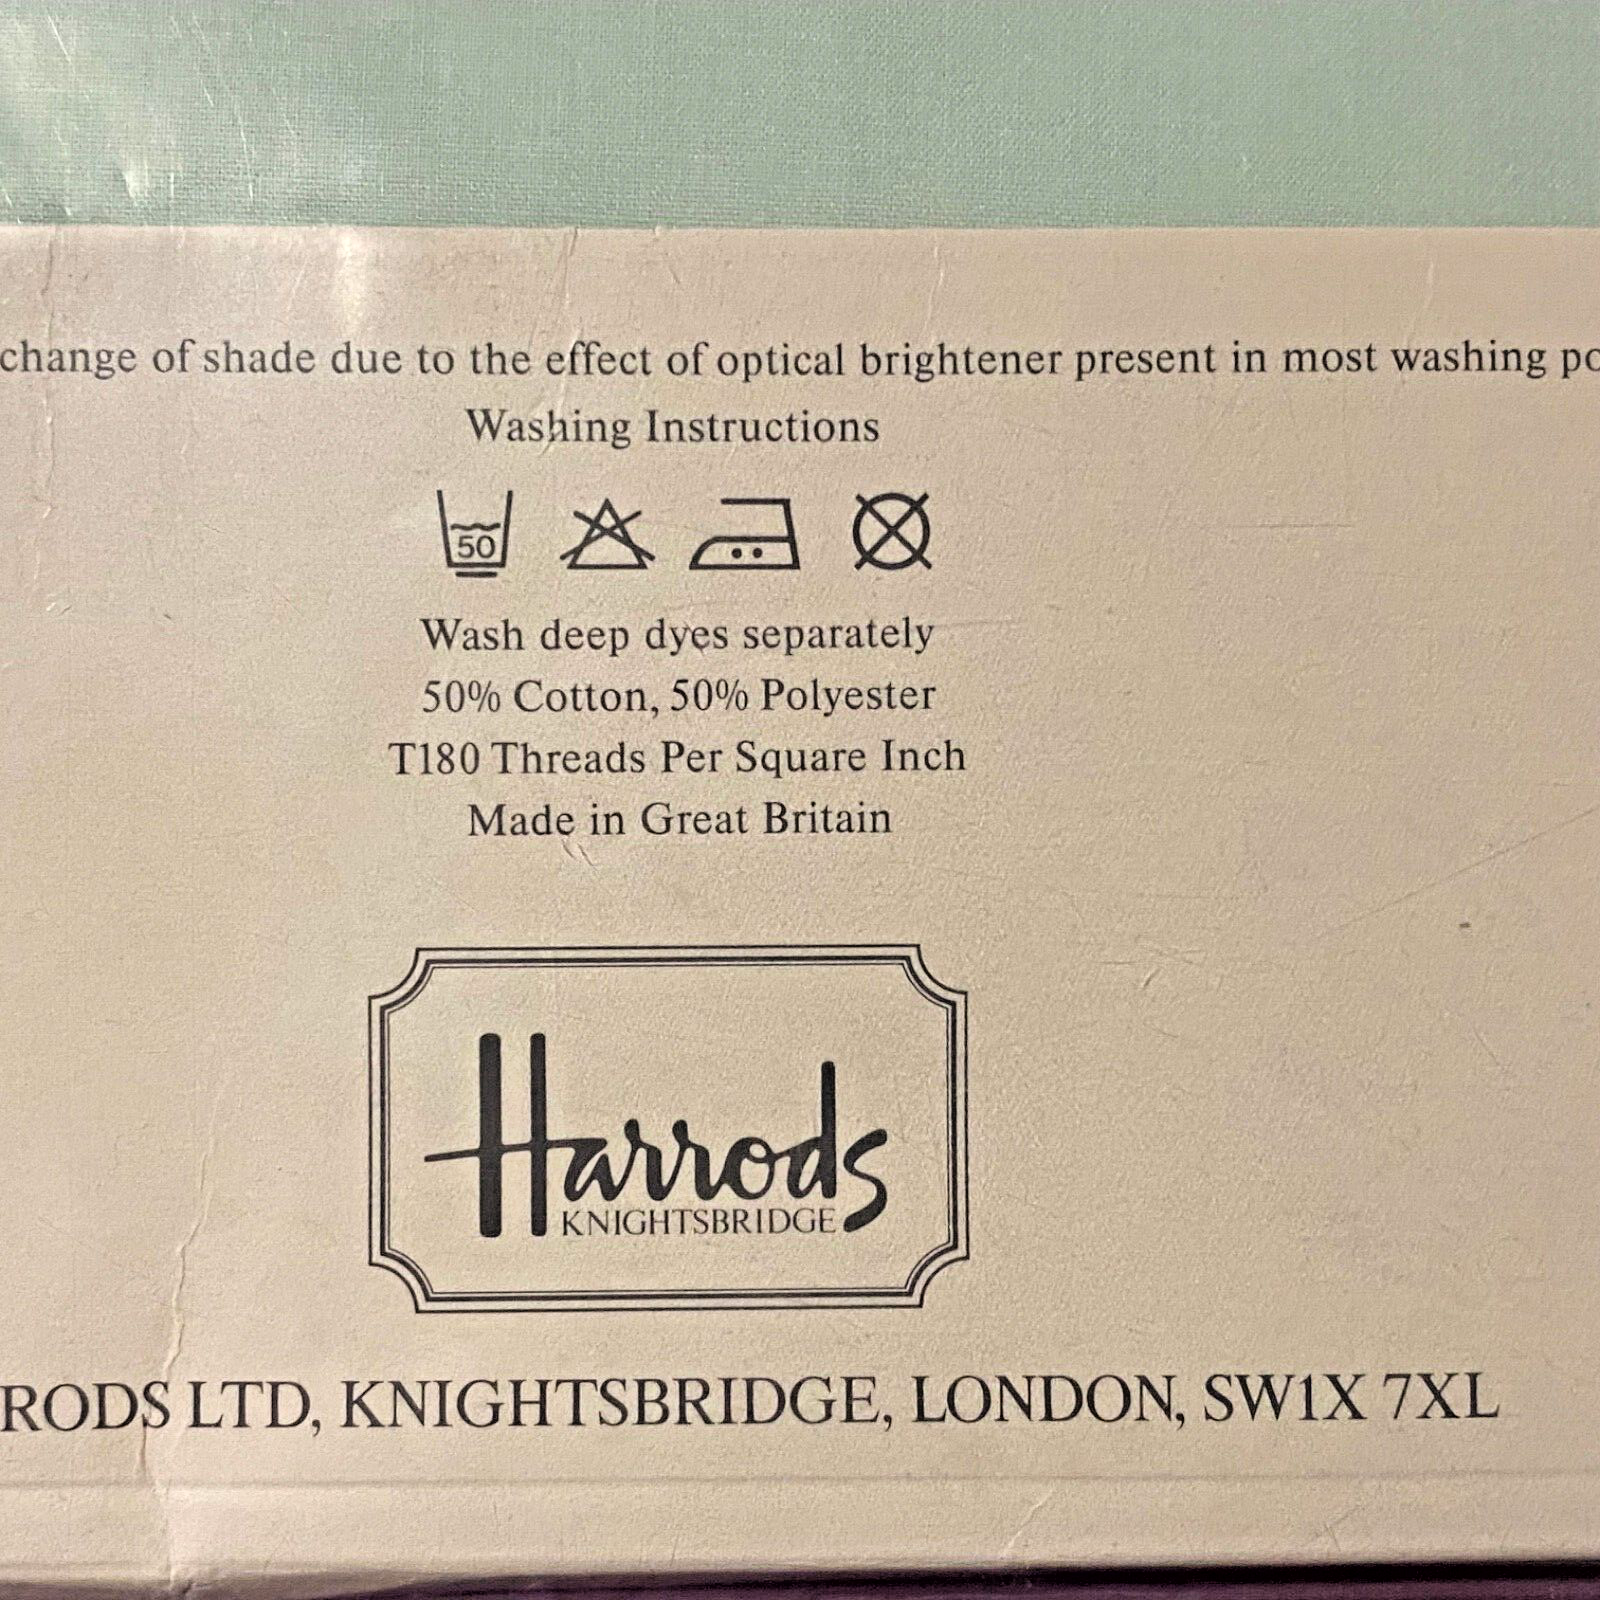 change of shade due to the effect of optical brightener present in most washing po
Washing Instructions
50
Wash deep dyes separately
50% Cotton, 50% Polyester
T180 Threads Per Square Inch
Made in Great Britain
Harrods
KNIGHTSBRIDGE
RODS LTD, KNIGHTSBRIDGE, LONDON, SW1X 7XL